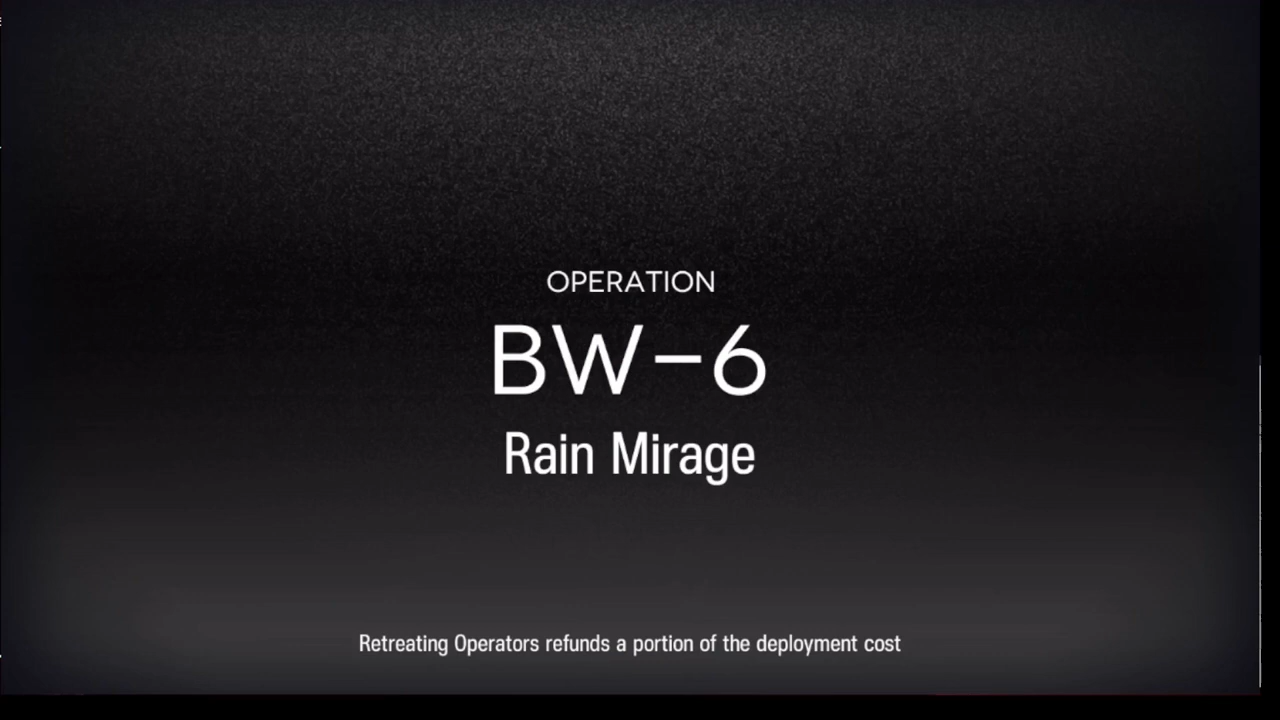 OPERATION
BW-6
Rain Mirage
Retreating Operators refunds a portion of the deployment cost